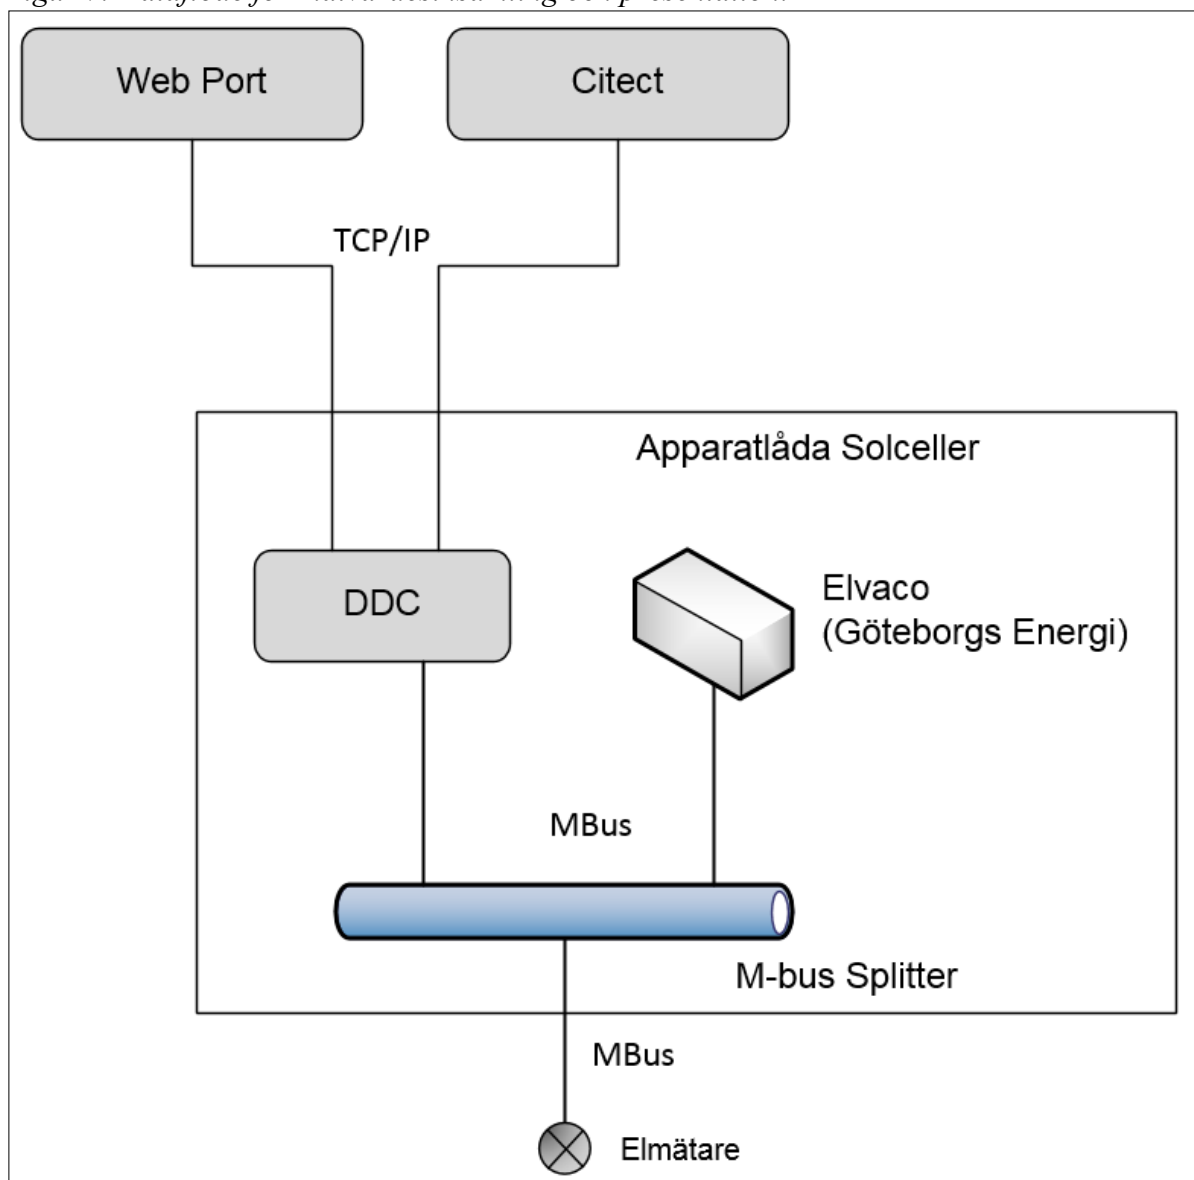 Web Port
Citect
TCP/IP
Apparatlåda Solceller
DDC
Elvaco
(Göteborgs Energi)
MBus
M-bus Splitter
MBus
Elmätare